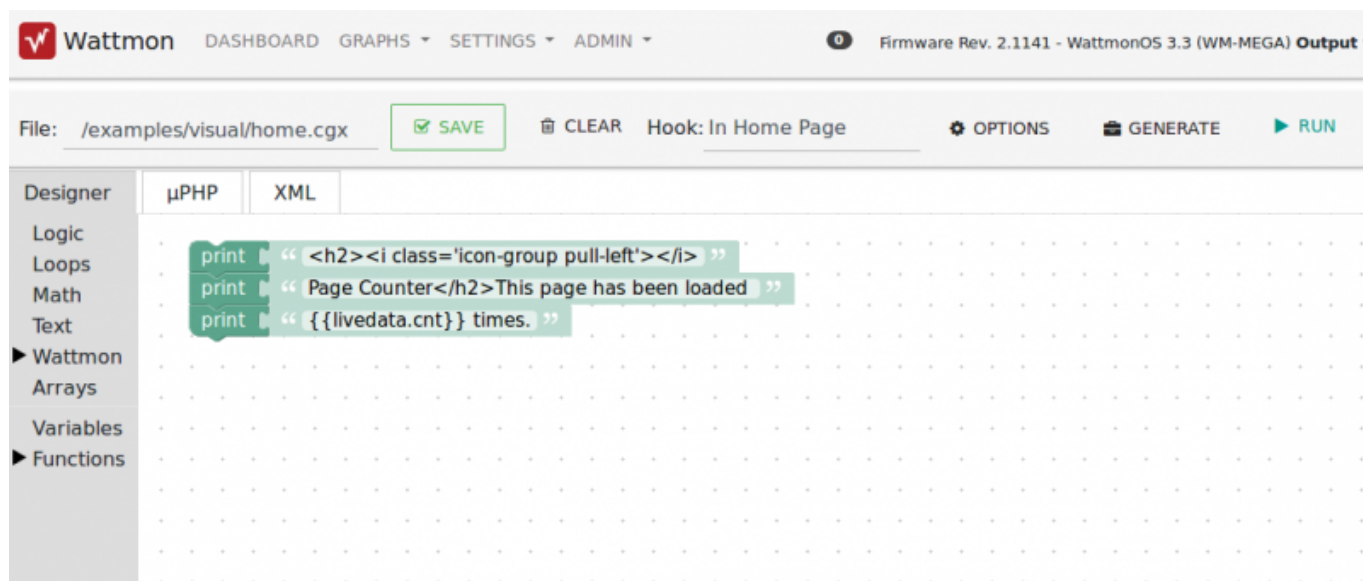 Wattmon DASHBOARD GRAPHS SETTINGS ADMIN 0 Firmware Rev. 2.1141 - WattmonOS 3.3 (WM-MEGA) Output
File: /examples/visual/home.cgx SAVE CLEAR Hook: In Home Page OPTIONS GENERATE RUN
Designer µPHP XML
Logic
Loops
Math
Text
Wattmon
Arrays
Variables
Functions
print “ <h2><i class='icon-group pull-left'></i> ”
print “ Page Counter</h2>This page has been loaded ”
print “ {{livedata.cnt}} times. ”